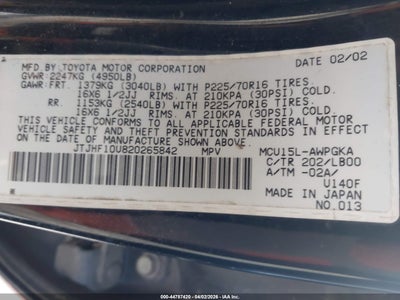 MFD. BY: TOYOTA MOTOR CORPORATION DATE 02/02
GVWR: 2247KG (4950LB)
GAWR: FRT. 1379KG (3040LB) WITH P225/70R16 TIRES,
16X6 1/2JJ RIMS, AT 210KPA (30PSI) COLD.
RR. 1153KG (2540LB) WITH P225/70R16 TIRES,
16X6 1/2JJ RIMS, AT 210KPA (30PSI) COLD.
THIS VEHICLE CONFORMS TO ALL APPLICABLE FEDERAL MOTOR
VEHICLE SAFETY STANDARDS IN EFFECT
ON THE DATE OF MANUFACTURE SHOWN ABOVE.
JTJHF10U820265842 MPV MCU15L-AWPGKA
C/TR 202/LB00
A/TM -02A/
U140F
MADE IN JAPAN
NO.013
000-44787420 - 04/02/2026 - IAA